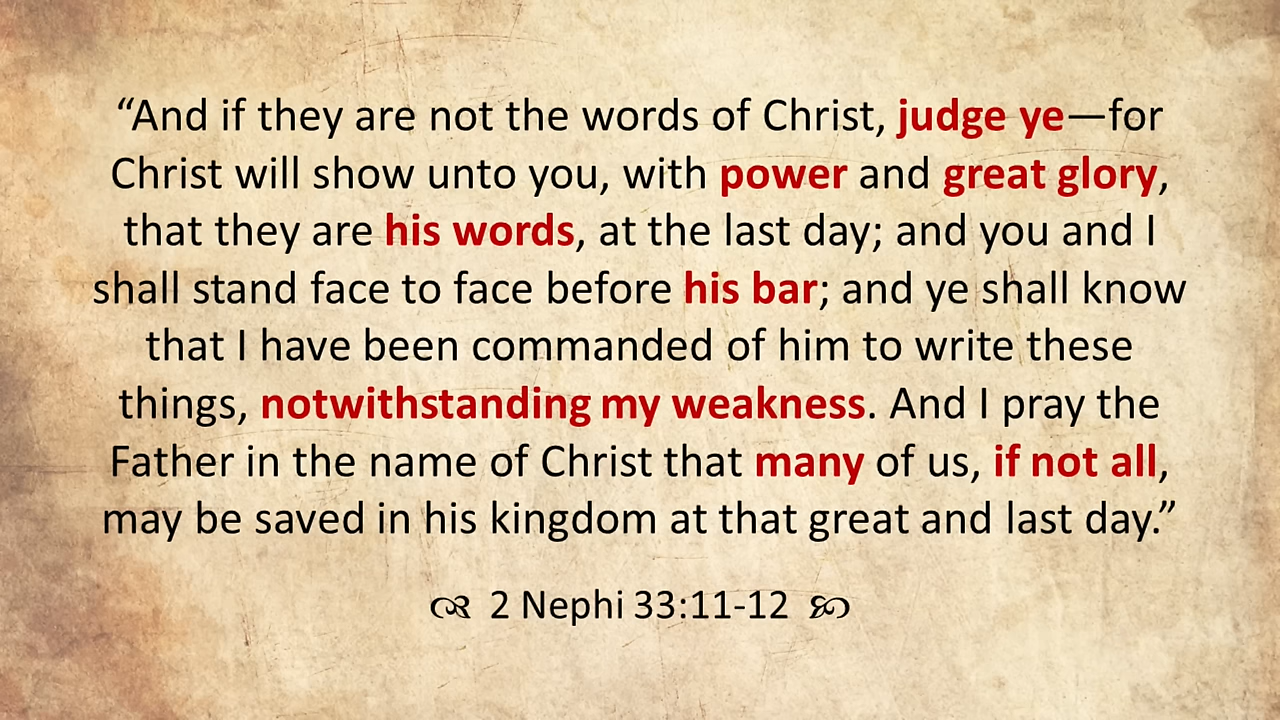 “And if they are not the words of Christ, judge ye—for
Christ will show unto you, with power and great glory,
that they are his words, at the last day; and you and I
shall stand face to face before his bar; and ye shall know
that I have been commanded of him to write these
things, notwithstanding my weakness. And I pray the
Father in the name of Christ that many of us, if not all,
may be saved in his kingdom at that great and last day.”
2 Nephi 33:11-12